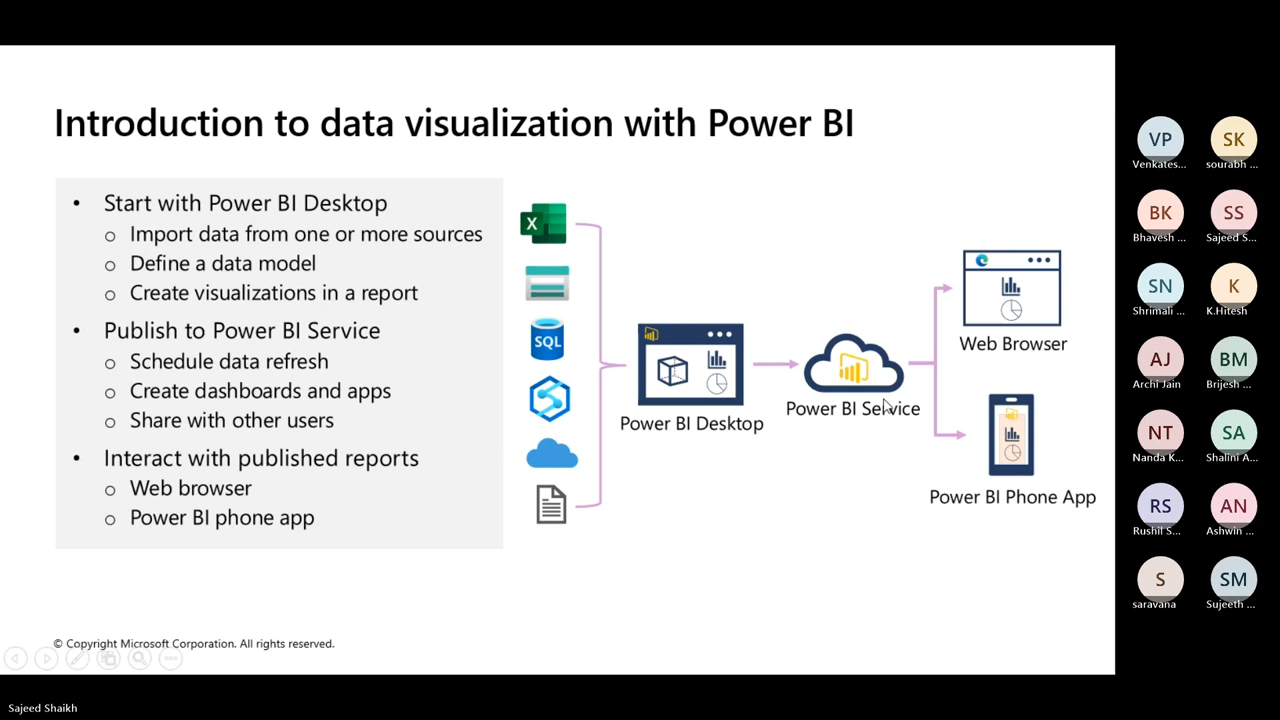 Introduction to data visualization with Power BI
• Start with Power BI Desktop
o Import data from one or more sources
o Define a data model
o Create visualizations in a report
• Publish to Power BI Service
o Schedule data refresh
o Create dashboards and apps
o Share with other users
• Interact with published reports
o Web browser
o Power BI phone app
X
SQL
Power BI Desktop
Power BI Service
Web Browser
Power BI Phone App
© Copyright Microsoft Corporation. All rights reserved.
VP
Venkates...
SK
sourabh ...
BK
Bhavesh ...
SS
Sajeed S...
SN
Shrimali ...
K
K.Hitesh
AJ
Archi Jain
BM
Brijesh ...
NT
Nanda K...
SA
Shalini A...
RS
Rushil S...
AN
Ashwin ...
S
saravana
SM
Sujeeth ...
Sajeed Shaikh